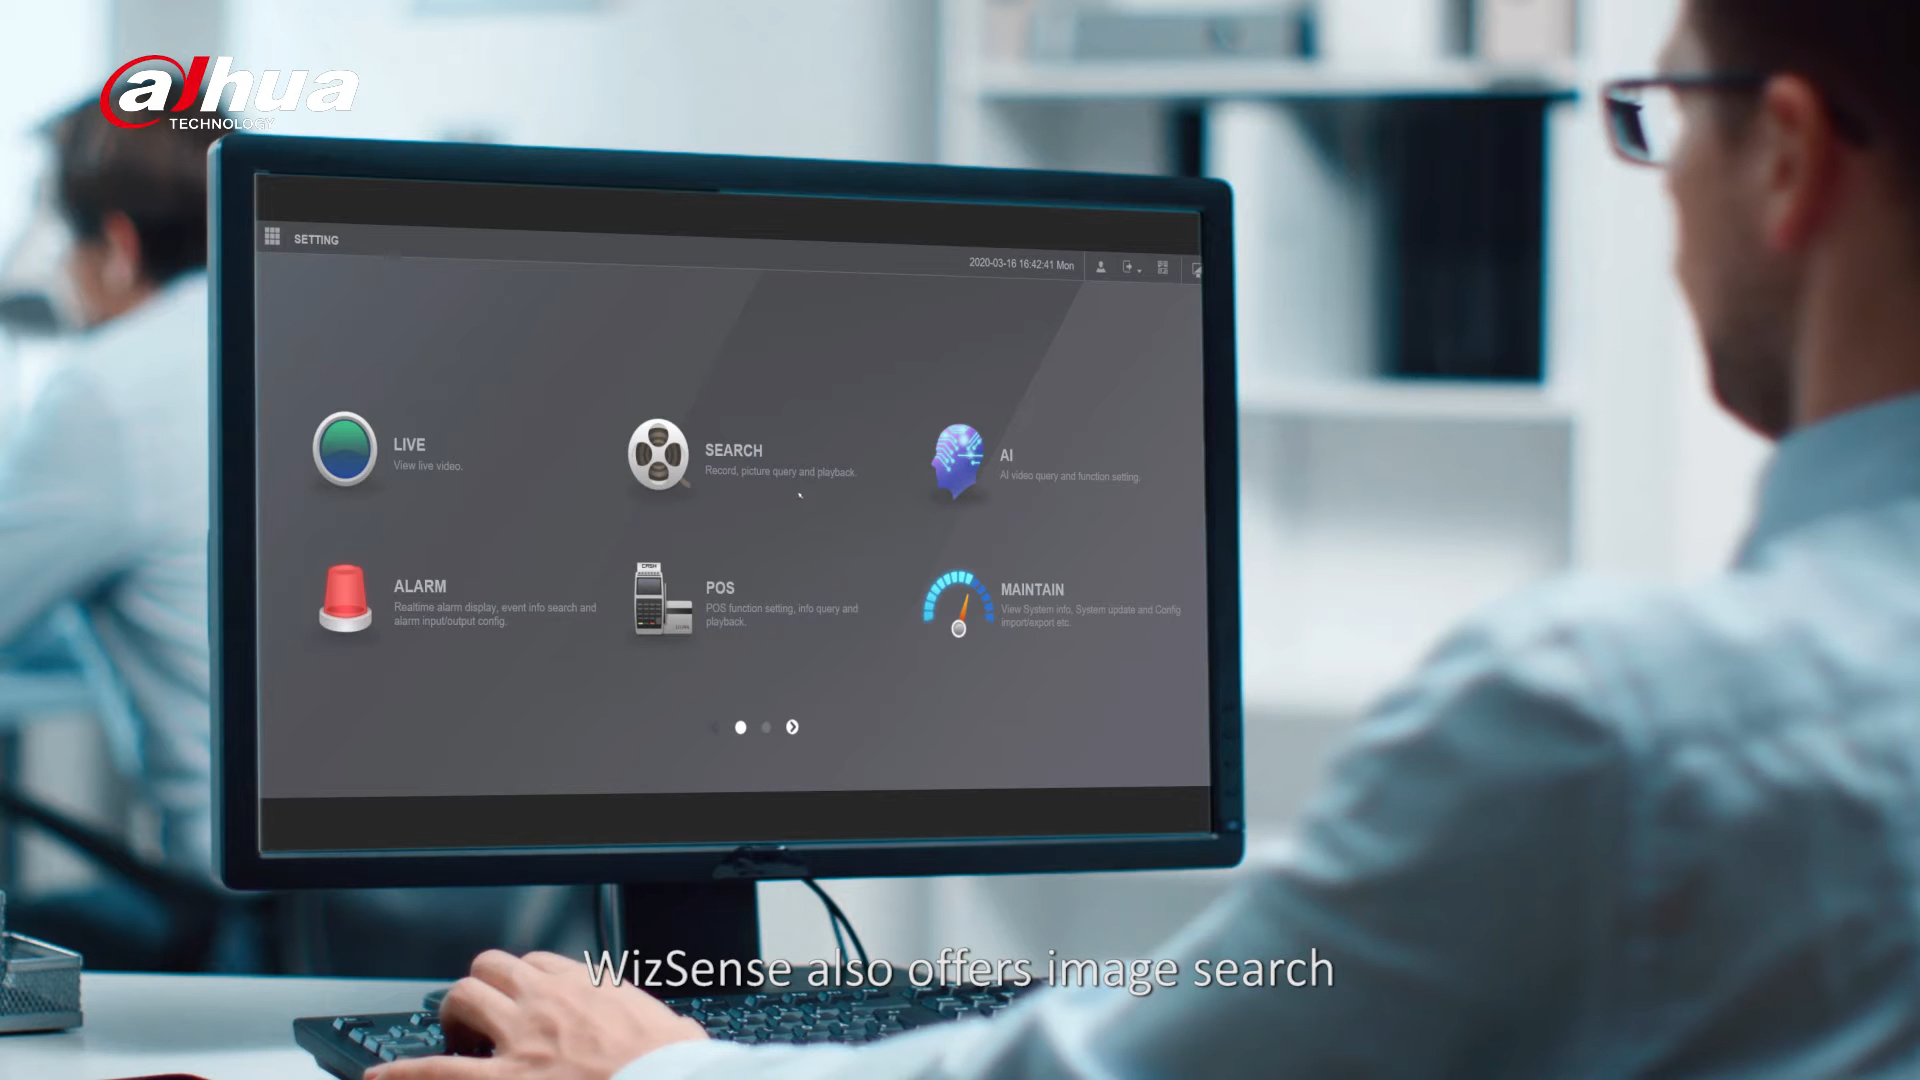 alhua
TECHNOLOGY
SETTING
2020-03-16 16:42:41 Mon
LIVE
View live video.
SEARCH
Record, picture query and playback.
AI
AI video query and function setting.
ALARM
Realtime alarm display, event info search and
alarm input/output config.
CASH
POS
POS function setting, info query and
playback.
MAINTAIN
View System info, System update and Config
import/export etc.
WizSense also offers image search